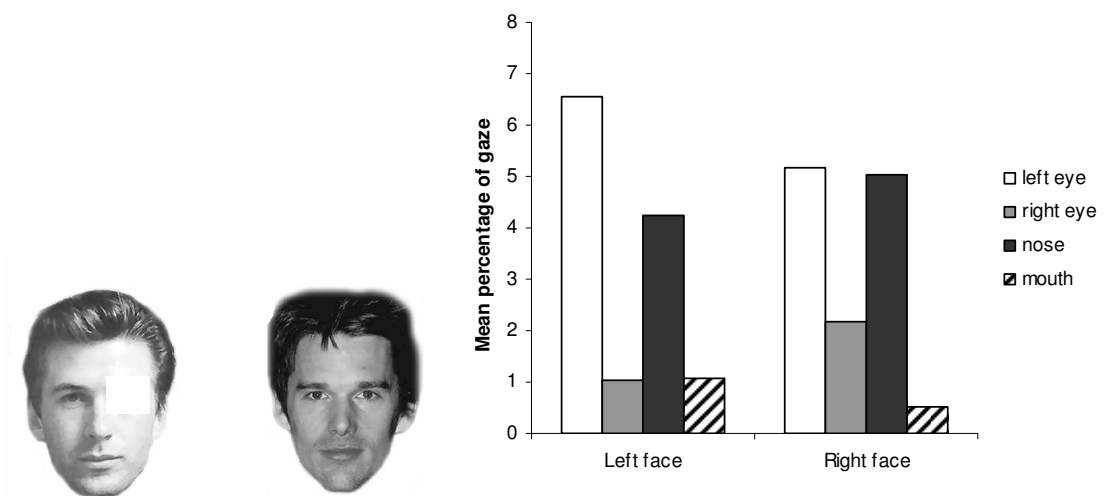 8
7
6
5
4
3
2
1
0
Mean percentage of gaze
Left face
Right face
left eye
right eye
nose
mouth